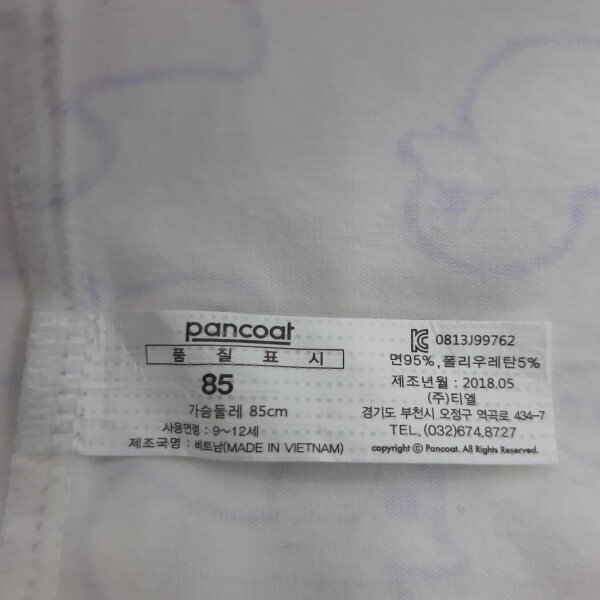 pancoat
품 질 표 시
85
가슴둘레 85cm
사용연령 : 9~12세
제조국명 : 베트남(MADE IN VIETNAM)
KC 0813J99762
면95%, 폴리우레탄5%
제조년월 : 2018.05
(주)티엘
경기도 부천시 오정구 역곡로 434-7
TEL. (032)674.8727
copyright © Pancoat. All Rights Reserved.